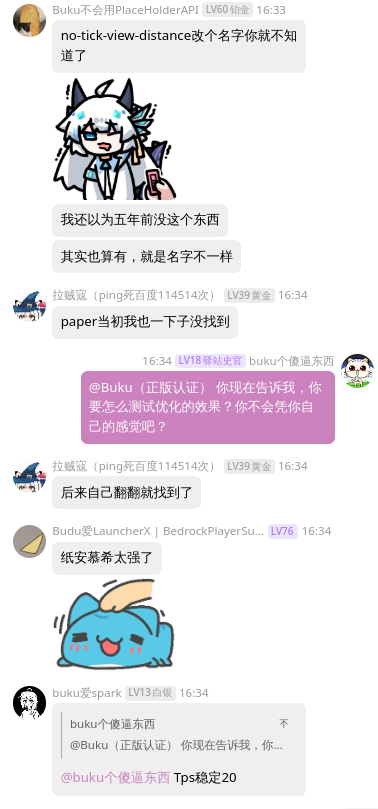 Buku不会用PlaceHolderAPI LV60 铂金 16:33
no-tick-view-distance改个名字你就不知
道了
我还以为五年前没这个东西
其实也算有，就是名字不一样
拉贼寇（ping死百度114514次） LV39 黄金 16:34
paper当初我也一下子没找到
16:34 LV18 驿站史官 buku个傻逼东西
@Buku（正版认证） 你现在告诉我，你
要怎么测试优化的效果？你不会凭你自
己的感觉吧？
拉贼寇（ping死百度114514次） LV39 黄金 16:34
后来自己翻翻就找到了
Budu爱LauncherX | BedrockPlayerSu... LV76 16:34
纸安慕希太强了
buku爱spark LV13 白银 16:34
buku个傻逼东西
@Buku（正版认证） 你现在告诉我，你...
@buku个傻逼东西 Tps稳定20